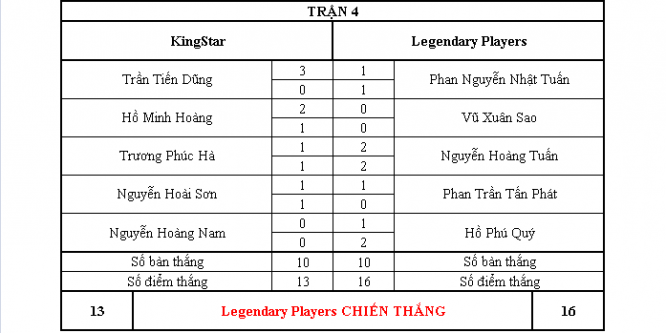 TRẬN 4
KingStar Legendary Players
Trần Tiến Dũng 3 1 Phan Nguyễn Nhật Tuấn
0 1
Hồ Minh Hoàng 2 0 Vũ Xuân Sao
1 0
Trương Phúc Hà 1 2 Nguyễn Hoàng Tuấn
1 2
Nguyễn Hoài Sơn 1 1 Phan Trần Tấn Phát
1 0
Nguyễn Hoàng Nam 0 1 Hồ Phú Quý
0 2
Số bàn thắng 10 10 Số bàn thắng
Số điểm thắng 13 16 Số điểm thắng
13 Legendary Players CHIẾN THẮNG 16